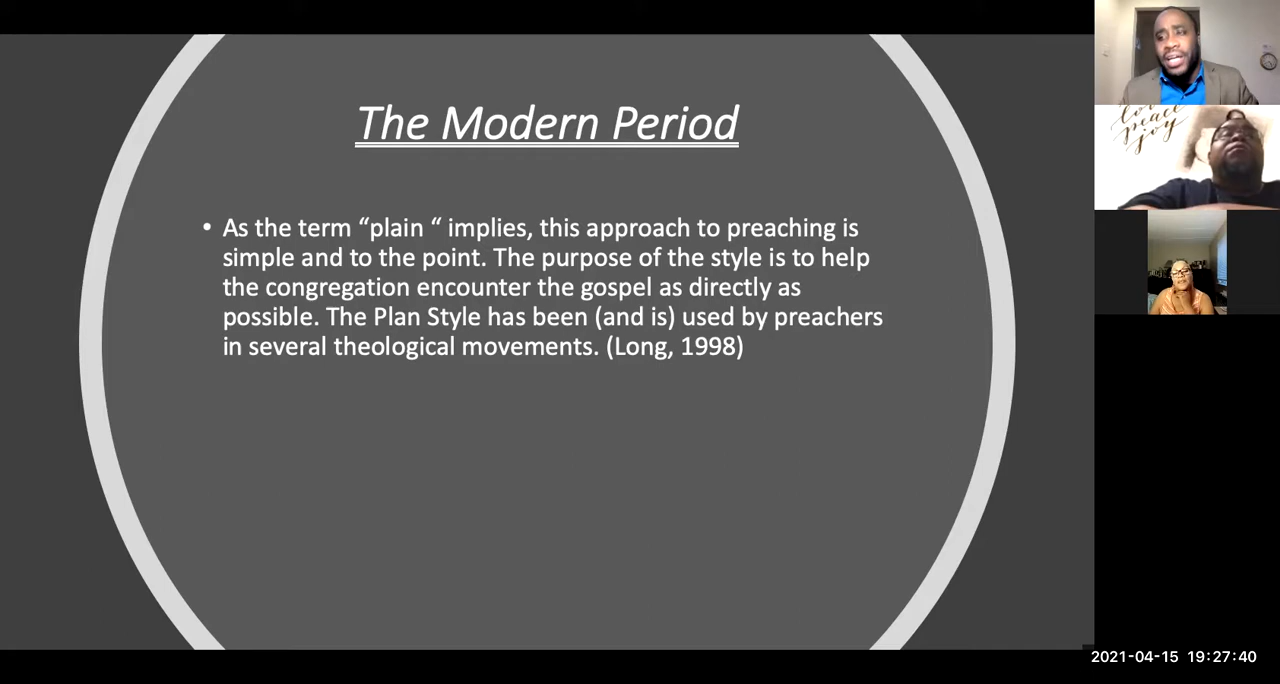 The Modern Period
• As the term “plain “ implies, this approach to preaching is
simple and to the point. The purpose of the style is to help
the congregation encounter the gospel as directly as
possible. The Plan Style has been (and is) used by preachers
in several theological movements. (Long, 1998)
love
peace
joy
2021-04-15 19:27:40